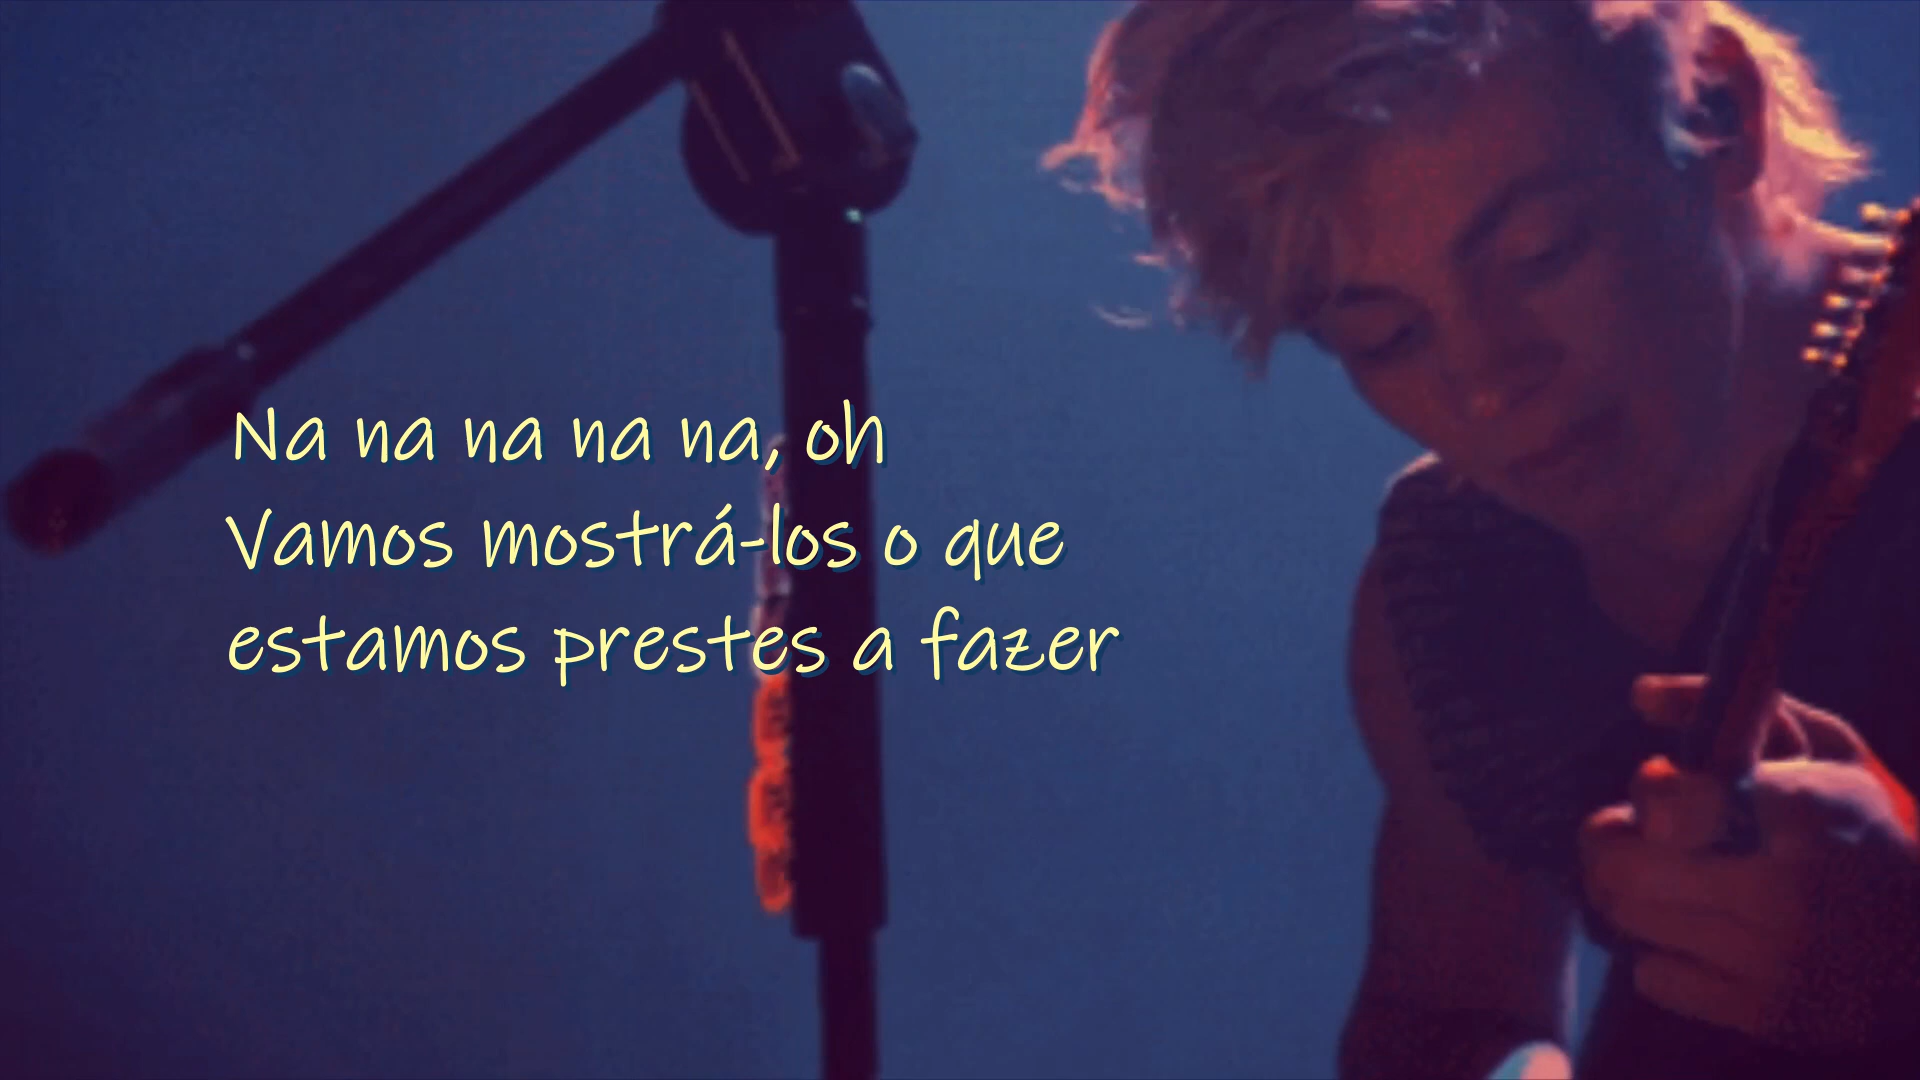 Na na na na na, oh
Vamos mostrá-los o que
estamos prestes a fazer